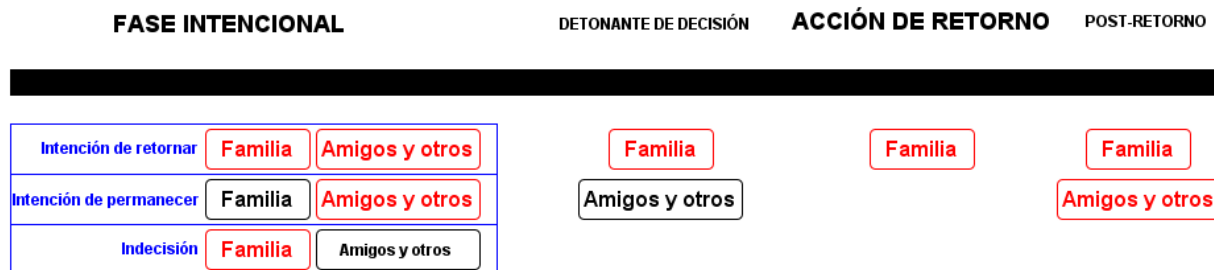 FASE INTENCIONAL DETONANTE DE DECISIÓN ACCIÓN DE RETORNO POST-RETORNO
Intención de retornar Familia Amigos y otros Familia Familia Familia
Intención de permanecer Familia Amigos y otros Amigos y otros Amigos y otros
Indecisión Familia Amigos y otros